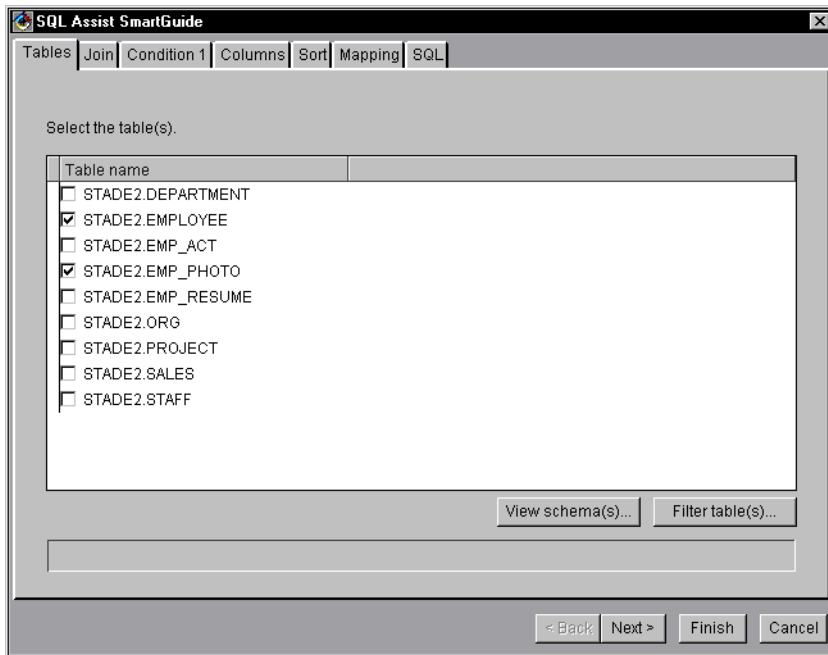 SQL Assist SmartGuide
Tables Join Condition 1 Columns Sort Mapping SQL
Select the table(s).
Table name
STADE2.DEPARTMENT
STADE2.EMPLOYEE
STADE2.EMP_ACT
STADE2.EMP_PHOTO
STADE2.EMP_RESUME
STADE2.ORG
STADE2.PROJECT
STADE2.SALES
STADE2.STAFF
View schema(s)... Filter table(s)...
< Back Next > Finish Cancel